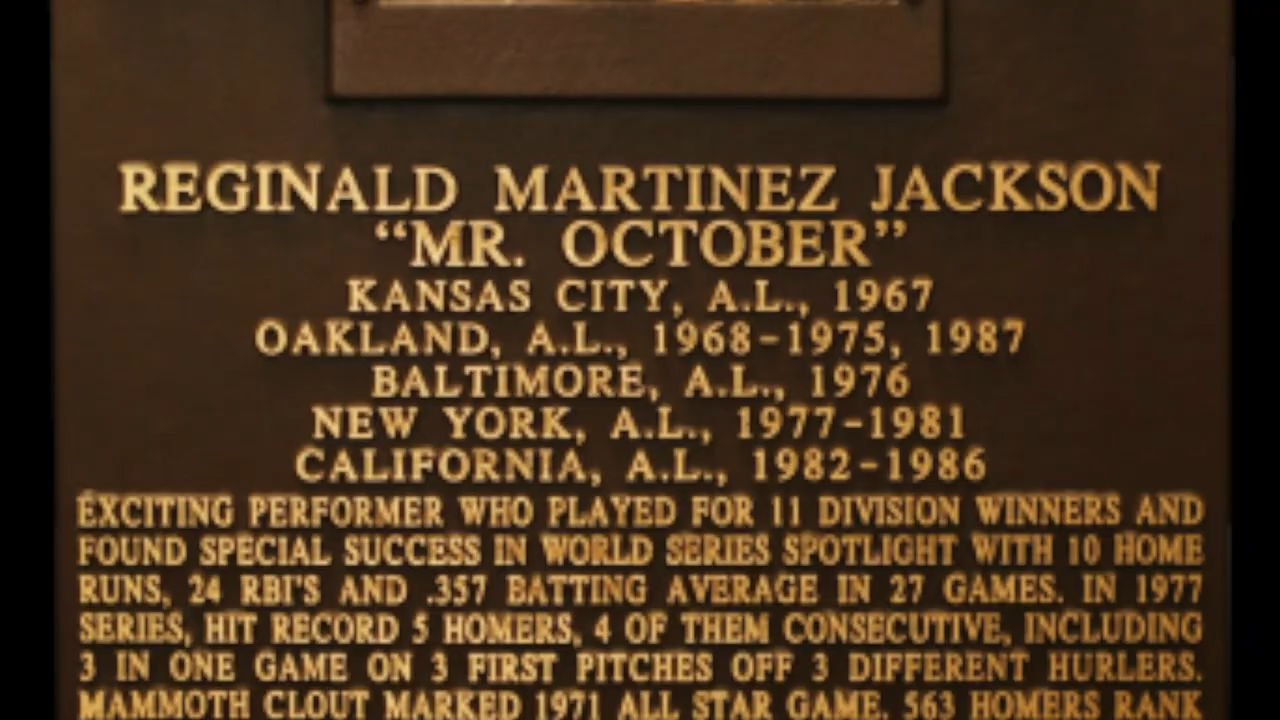 REGINALD MARTINEZ JACKSON
“MR. OCTOBER”
KANSAS CITY, A.L., 1967
OAKLAND, A.L., 1968-1975, 1987
BALTIMORE, A.L., 1976
NEW YORK, A.L., 1977-1981
CALIFORNIA, A.L., 1982-1986
EXCITING PERFORMER WHO PLAYED FOR 11 DIVISION WINNERS AND
FOUND SPECIAL SUCCESS IN WORLD SERIES SPOTLIGHT WITH 10 HOME
RUNS, 24 RBI'S AND .357 BATTING AVERAGE IN 27 GAMES. IN 1977
SERIES, HIT RECORD 5 HOMERS, 4 OF THEM CONSECUTIVE, INCLUDING
3 IN ONE GAME ON 3 FIRST PITCHES OFF 3 DIFFERENT HURLERS.
MAMMOTH CLOUT MARKED 1971 ALL STAR GAME. 563 HOMERS RANK